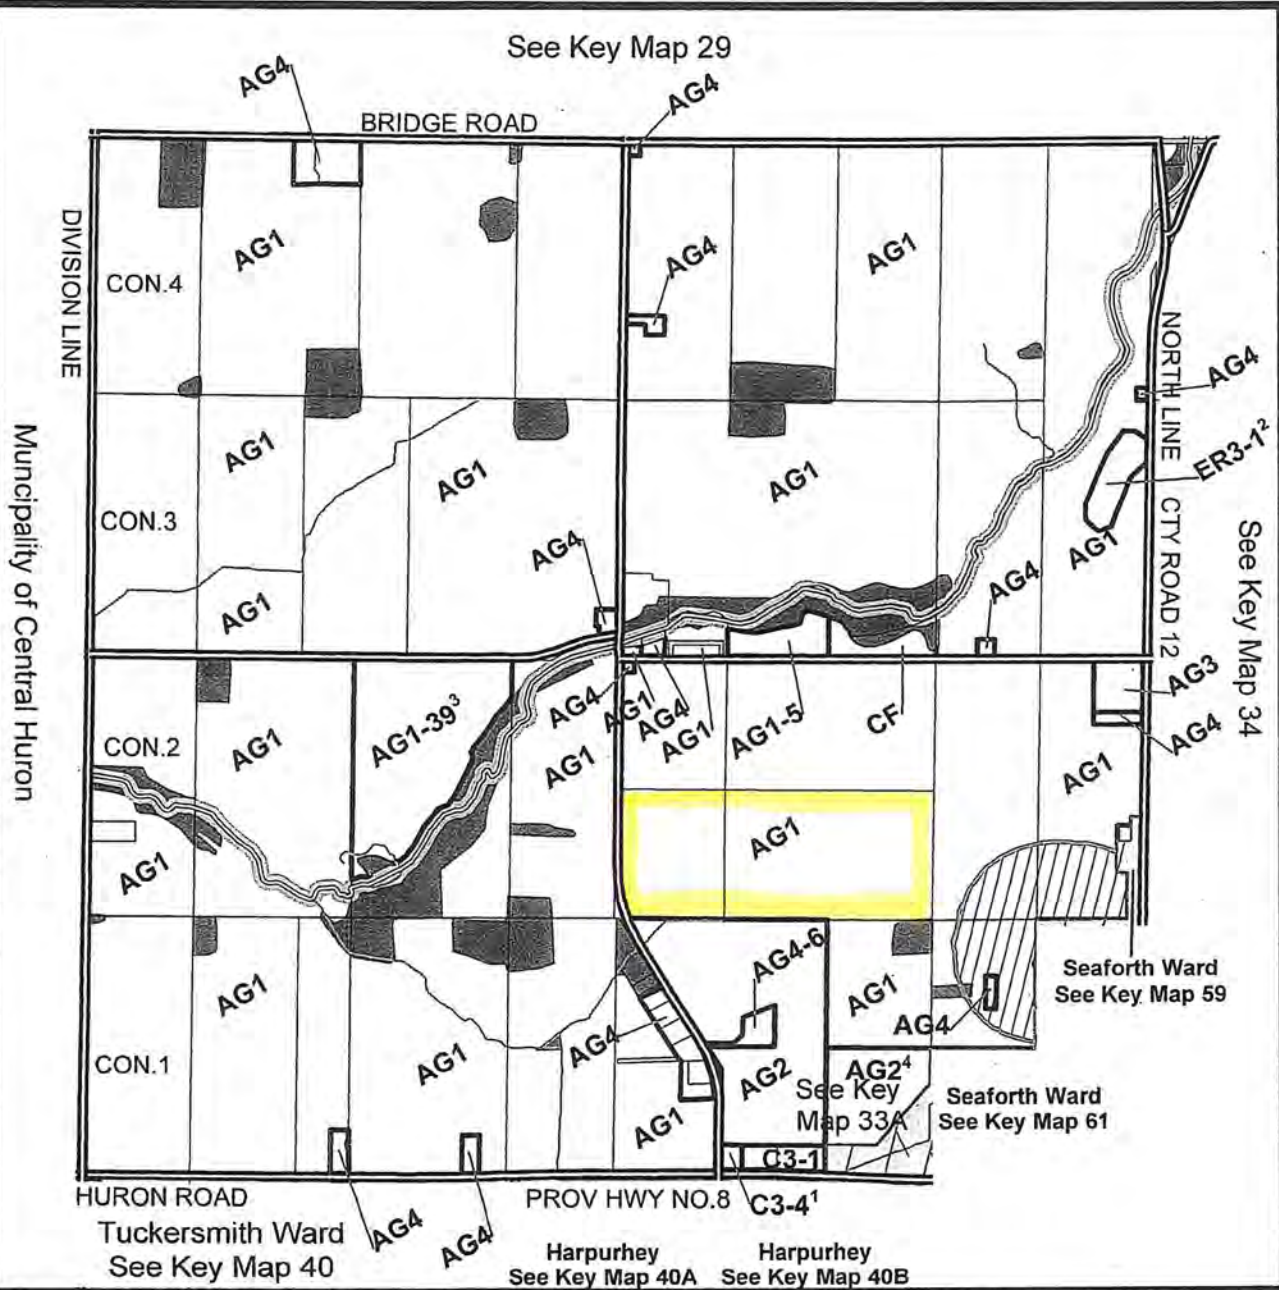 See Key Map 29
AG4
AG4
BRIDGE ROAD
DIVISION LINE
CON.4
AG1
AG4
AG1
NORTH LINE
AG4
Muncipality of Central Huron
AG1
AG1
AG1
ER3-1²
CON.3
CTY ROAD 12
See Key Map 34
AG4
AG1
AG4
AG1
AG3
AG4
AG1
AG4
AG1
AG1-5
CF
AG4
CON.2
AG1
AG1-39³
AG1
AG1
AG1
AG1
AG4-6
Seaforth Ward
See Key Map 59
AG1
AG1
AG4
AG4
CON.1
AG1
AG2
AG2⁴
See Key
Map 33A
Seaforth Ward
See Key Map 61
AG1
C3-1
HURON ROAD
PROV HWY NO.8
C3-4¹
Tuckersmith Ward
See Key Map 40
AG4
AG4
Harpurhey
See Key Map 40A
Harpurhey
See Key Map 40B